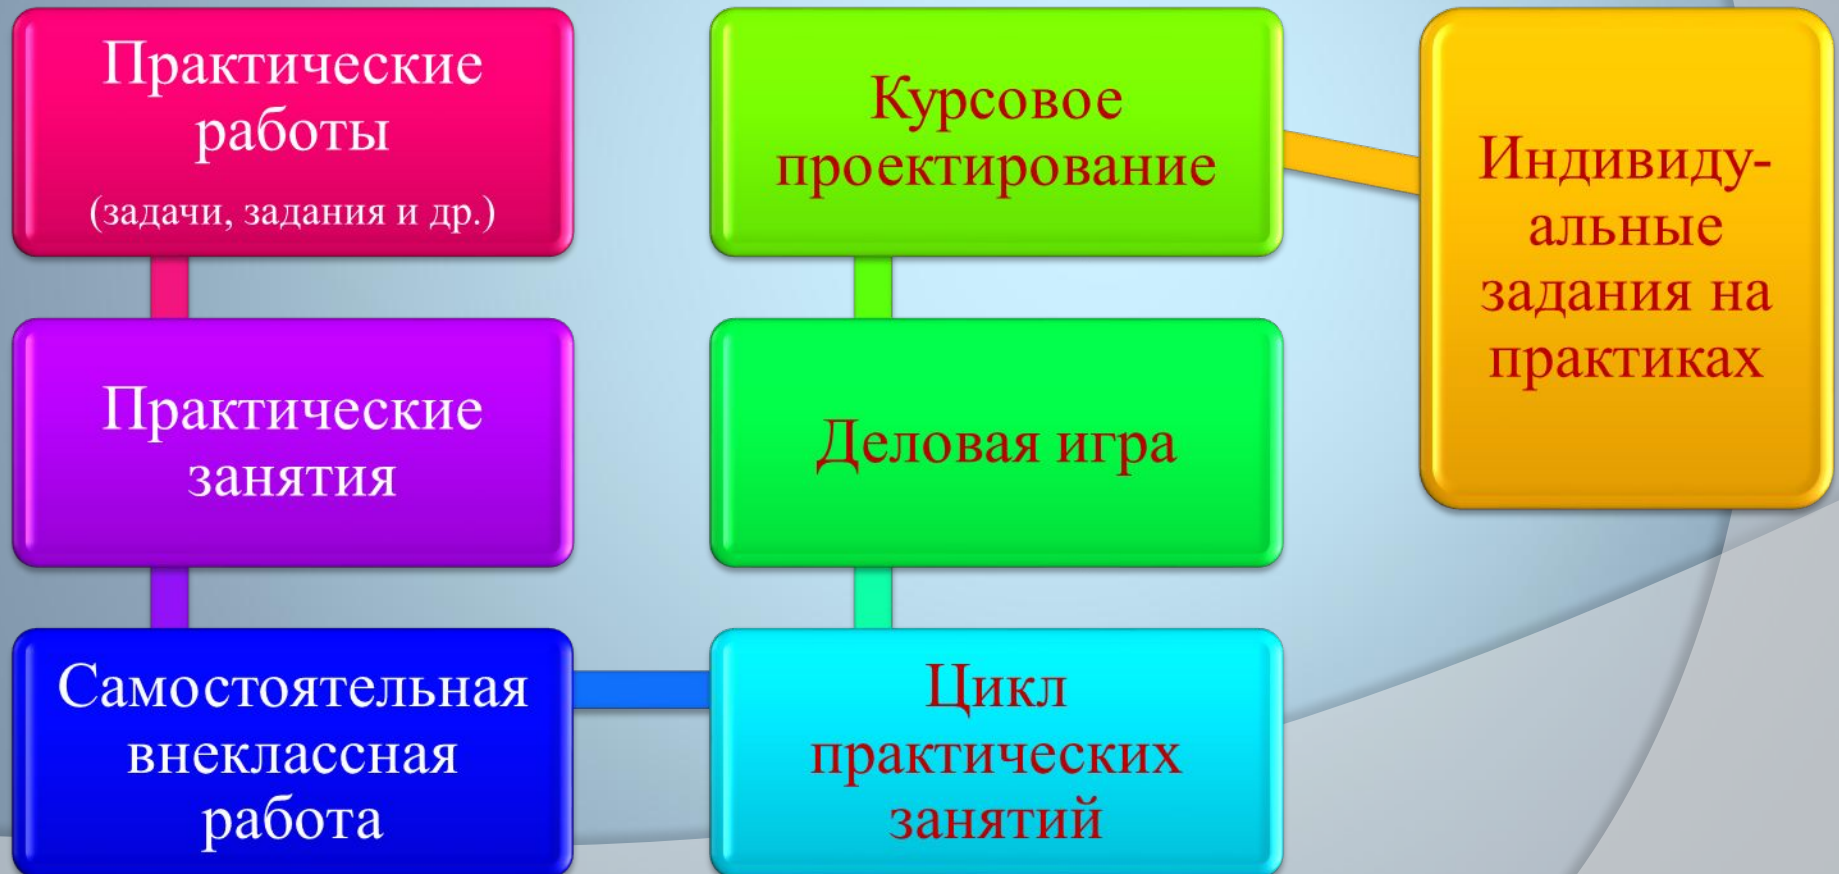 Практические
работы
(задачи, задания и др.)
Практические
занятия
Самостоятельная
внеклассная
работа
Цикл
практических
занятий
Деловая игра
Курсовое
проектирование
Индивиду-
альные
задания на
практиках